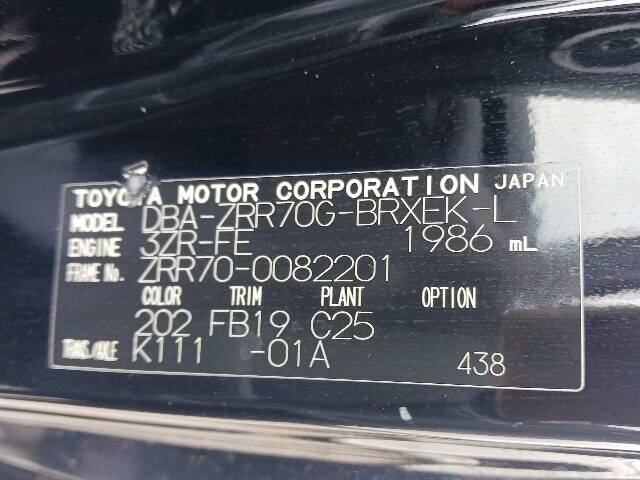 TOYOTA MOTOR CORPORATION JAPAN
MODEL DBA-ZRR70G-BRXEK-L
ENGINE 3ZR-FE 1986 mL
FRAME No. ZRR70-0082201
COLOR TRIM PLANT OPTION
202 FB19 C25
TRANS./AXLE K111 -01A 438